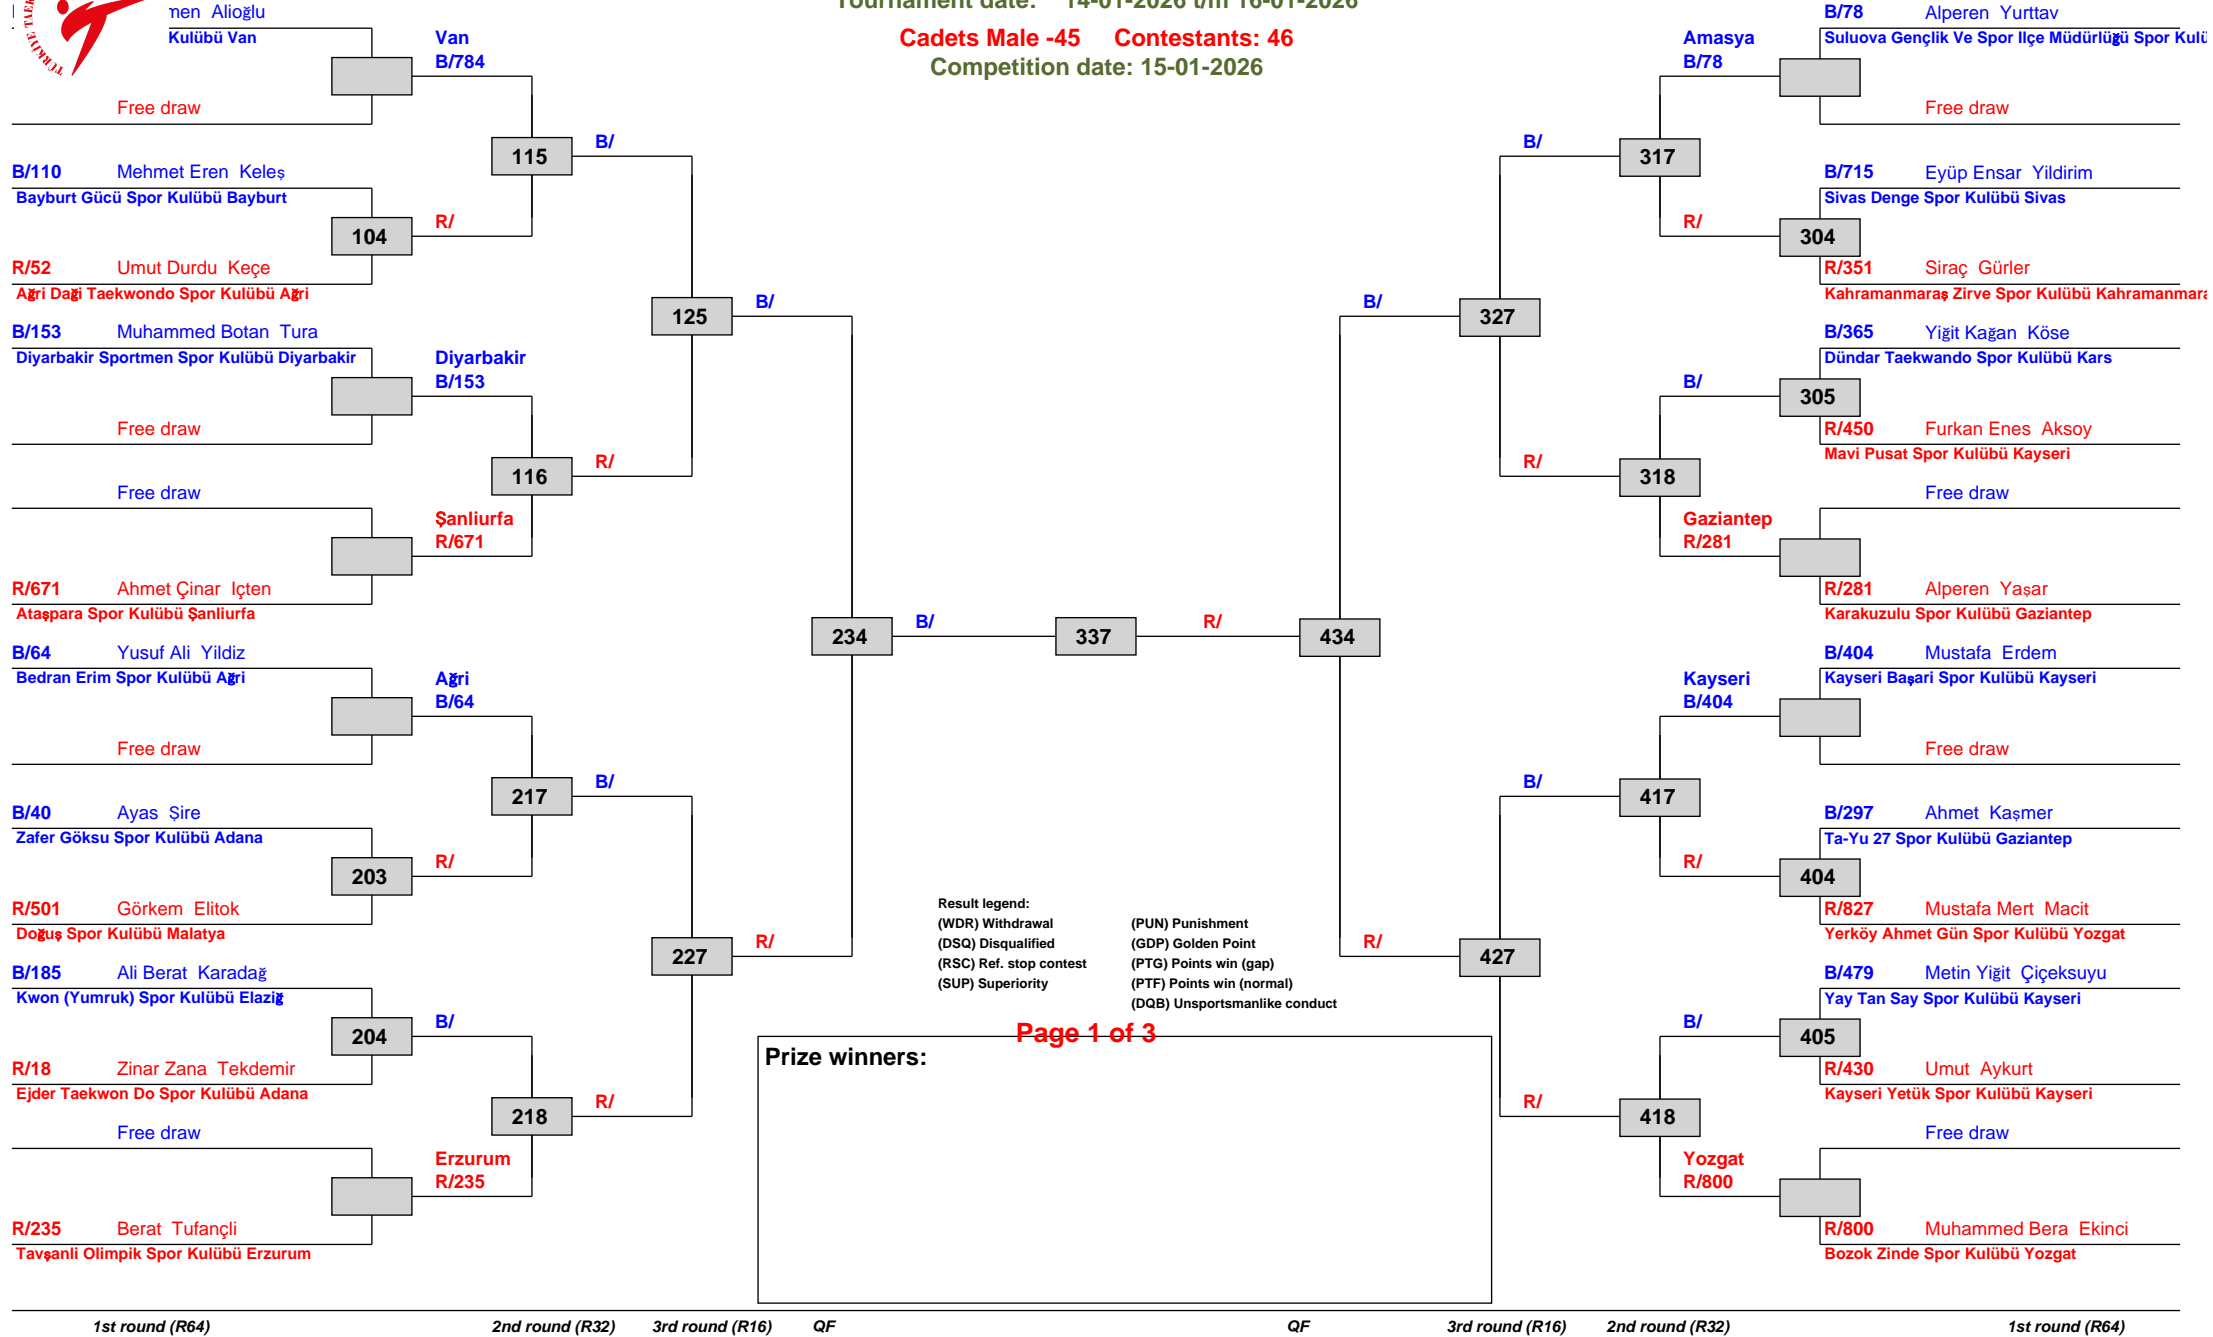 Tournament date: 14-01-2026 t/m 16-01-2026
Cadets Male -45 Contestants: 46
Competition date: 15-01-2026
TÜRKİYE
Alioğlu
Kulübü Van
Free draw
Van
B/784
B/110 Mehmet Eren Keleş
Bayburt Gücü Spor Kulübü Bayburt
104
R/52 Umut Durdu Keçe
Ağri Daği Taekwondo Spor Kulübü Ağri
R/
115
B/
B/153 Muhammed Botan Tura
Diyarbakir Sportmen Spor Kulübü Diyarbakir
Free draw
Diyarbakir
B/153
125
B/
Free draw
R/671 Ahmet Çinar Içten
Ataşpara Spor Kulübü Şanliurfa
Şanliurfa
R/671
116
R/
B/64 Yusuf Ali Yildiz
Bedran Erim Spor Kulübü Ağri
Free draw
Ağri
B/64
234
B/
337
R/
434
B/40 Ayas Şire
Zafer Göksu Spor Kulübü Adana
203
R/501 Görkem Elitok
Doğuş Spor Kulübü Malatya
R/
217
B/
B/185 Ali Berat Karadağ
Kwon (Yumruk) Spor Kulübü Elaziğ
204
R/18 Zinar Zana Tekdemir
Ejder Taekwon Do Spor Kulübü Adana
B/
227
R/
Free draw
R/235 Berat Tufançli
Tavşanli Olimpik Spor Kulübü Erzurum
Erzurum
R/235
218
R/
B/78 Alperen Yurttav
Suluova Gençlik Ve Spor Ilçe Müdürlüğü Spor Kulü
Free draw
Amasya
B/78
B/715 Eyüp Ensar Yildirim
Sivas Denge Spor Kulübü Sivas
304
R/351 Siraç Gürler
Kahramanmaraş Zirve Spor Kulübü Kahramanmara
R/
317
B/
B/365 Yiğit Kağan Köse
Dündar Taekwando Spor Kulübü Kars
305
R/450 Furkan Enes Aksoy
Mavi Pusat Spor Kulübü Kayseri
B/
327
B/
Free draw
R/281 Alperen Yaşar
Karakuzulu Spor Kulübü Gaziantep
Gaziantep
R/281
318
R/
B/404 Mustafa Erdem
Kayseri Başari Spor Kulübü Kayseri
Free draw
Kayseri
B/404
B/297 Ahmet Kaşmer
Ta-Yu 27 Spor Kulübü Gaziantep
404
R/827 Mustafa Mert Macit
Yerköy Ahmet Gün Spor Kulübü Yozgat
R/
417
B/
B/479 Metin Yiğit Çiçeksuyu
Yay Tan Say Spor Kulübü Kayseri
405
R/430 Umut Aykurt
Kayseri Yetük Spor Kulübü Kayseri
B/
427
R/
Free draw
R/800 Muhammed Bera Ekinci
Bozok Zinde Spor Kulübü Yozgat
Yozgat
R/800
418
R/
Result legend:
(WDR) Withdrawal (PUN) Punishment
(DSQ) Disqualified (GDP) Golden Point
(RSC) Ref. stop contest (PTG) Points win (gap)
(SUP) Superiority (PTF) Points win (normal)
(DQB) Unsportsmanlike conduct
Page 1 of 3
Prize winners:
1st round (R64) 2nd round (R32) 3rd round (R16) QF QF 3rd round (R16) 2nd round (R32) 1st round (R64)